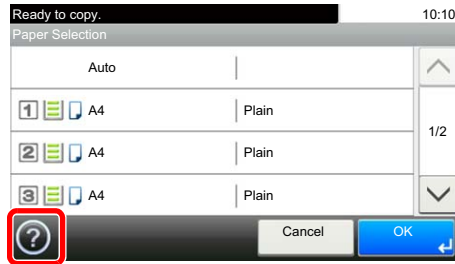 Ready to copy. 10:10
Paper Selection
Auto
1 A4 Plain
2 A4 Plain
3 A4 Plain
1/2
? Cancel OK